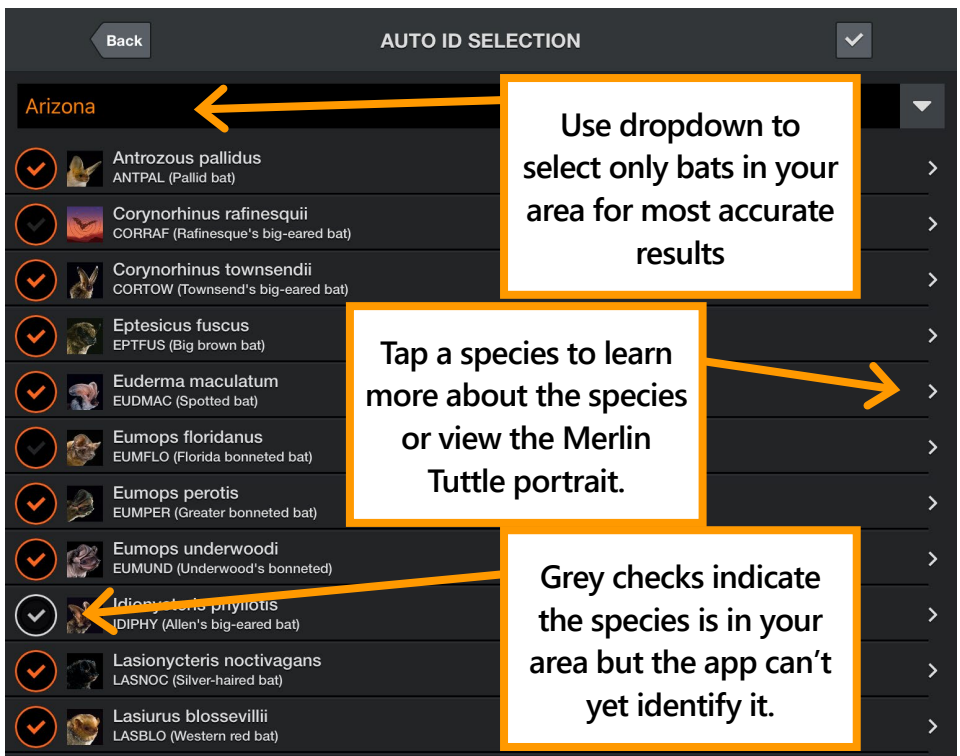 Back
AUTO ID SELECTION
Arizona
Use dropdown to
select only bats in your
area for most accurate
results
Antrozous pallidus
ANTPAL (Pallid bat)
Corynorhinus rafinesquii
CORRAF (Rafinesque's big-eared bat)
Corynorhinus townsendii
CORTOW (Townsend's big-eared bat)
Eptesicus fuscus
EPTFUS (Big brown bat)
Tap a species to learn
more about the species
or view the Merlin
Tuttle portrait.
Euderma maculatum
EUDMAC (Spotted bat)
Eumops floridanus
EUMFLO (Florida bonneted bat)
Eumops perotis
EUMPER (Greater bonneted bat)
Eumops underwoodi
EUMUND (Underwood's bonneted)
Grey checks indicate
the species is in your
area but the app can’t
yet identify it.
Idionycteris phyllotis
IDIPHY (Allen's big-eared bat)
Lasionycteris noctivagans
LASNOC (Silver-haired bat)
Lasiurus blossevillii
LASBLO (Western red bat)